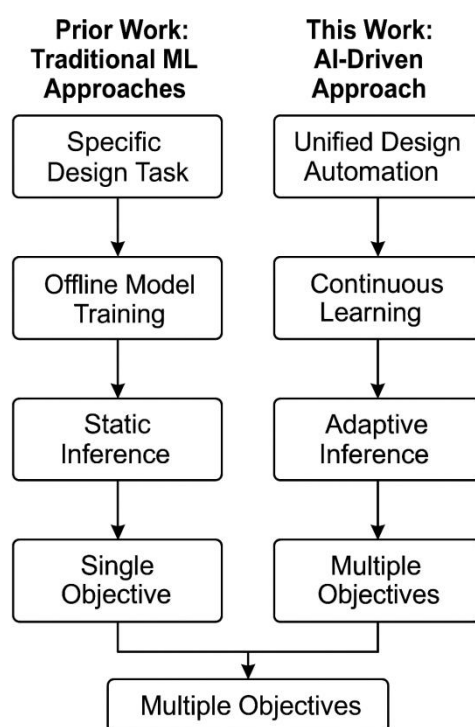 Prior Work:
Traditional ML
Approaches
Specific
Design Task
Offline Model
Training
Static
Inference
Single
Objective
This Work:
AI-Driven
Approach
Unified Design
Automation
Continuous
Learning
Adaptive
Inference
Multiple
Objectives
Multiple Objectives